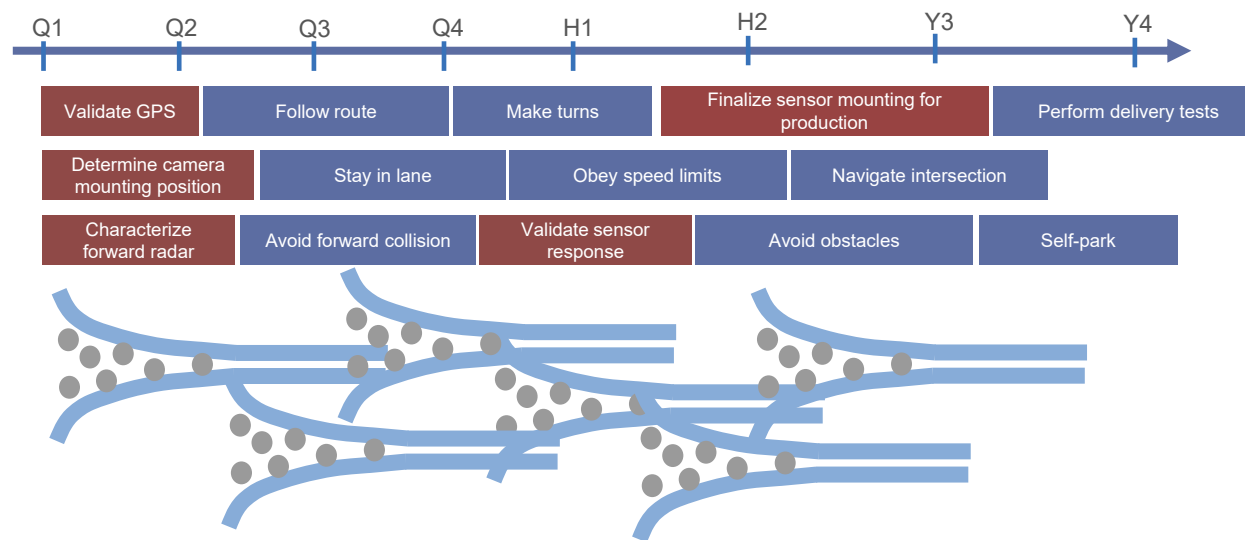 Q1 Q2 Q3 Q4 H1 H2 Y3 Y4
Validate GPS
Follow route
Make turns
Finalize sensor mounting for
production
Perform delivery tests
Determine camera
mounting position
Stay in lane
Obey speed limits
Navigate intersection
Characterize
forward radar
Avoid forward collision
Validate sensor
response
Avoid obstacles
Self-park